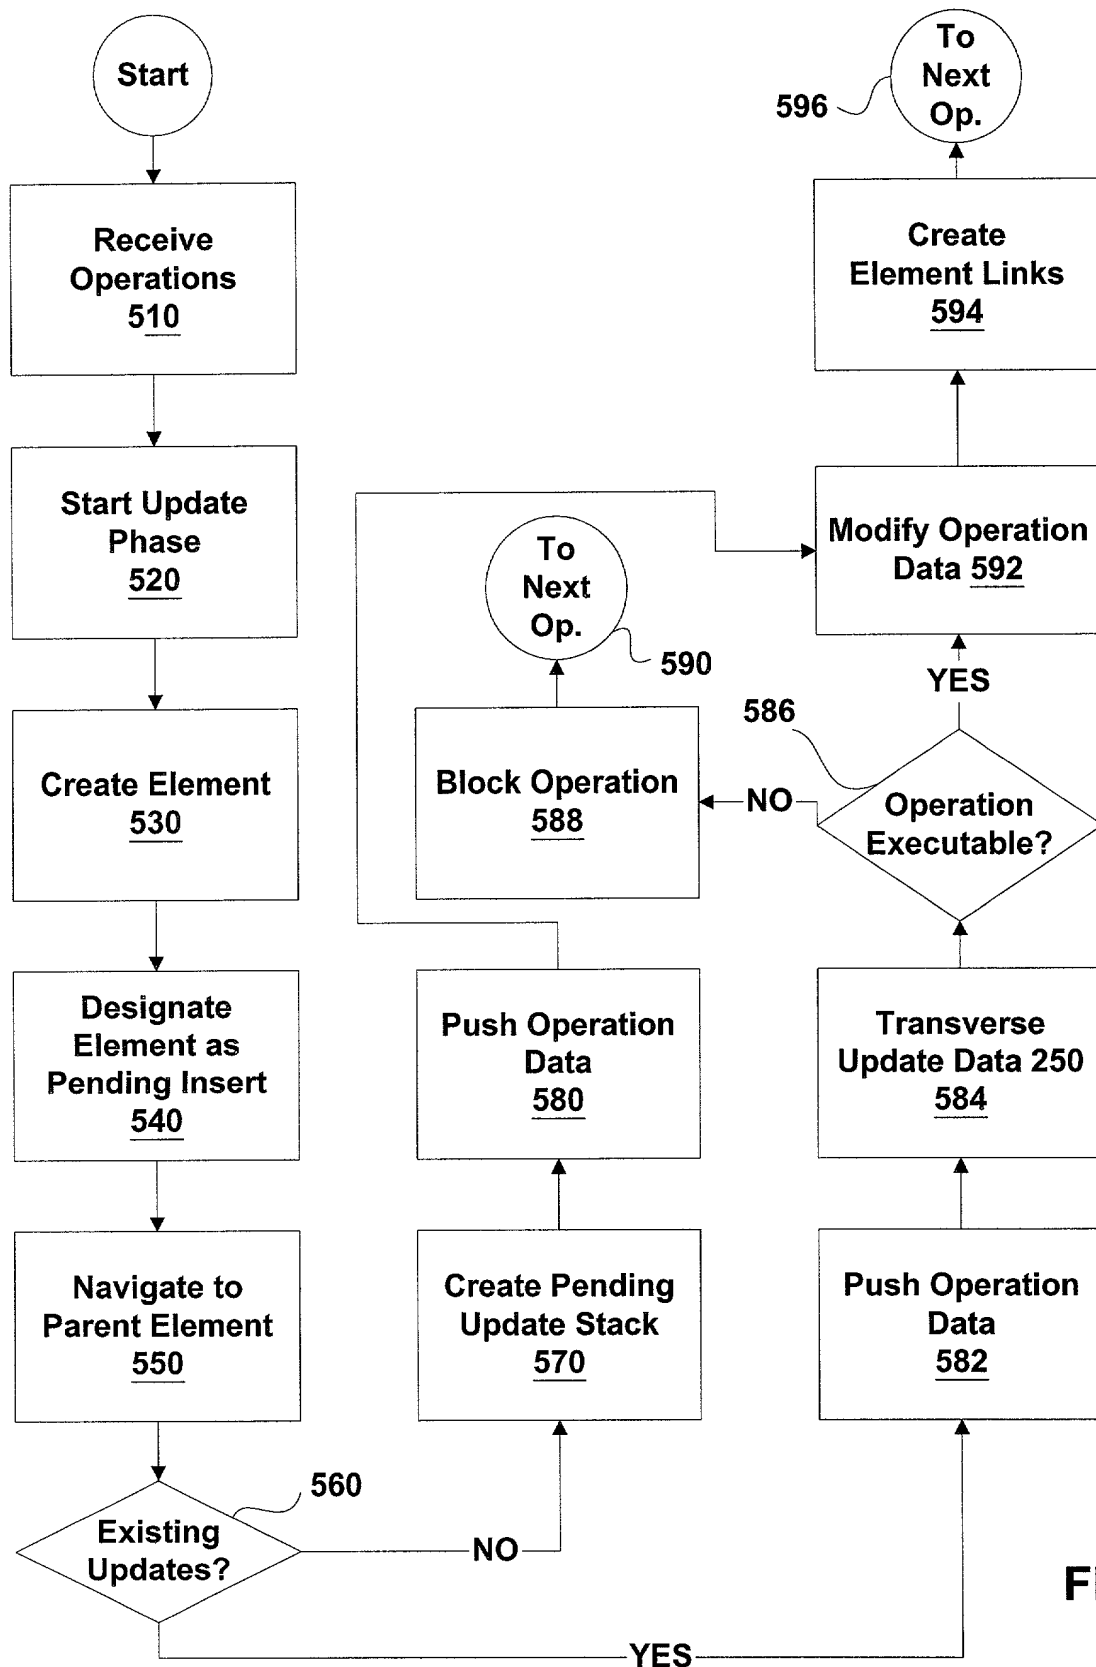 Start
Receive
Operations
510
Start Update
Phase
520
Create Element
530
Designate
Element as
Pending Insert
540
Navigate to
Parent Element
550
Existing
Updates?
560
NO
YES
Create Pending
Update Stack
570
Push Operation
Data
580
Push Operation
Data
582
Transverse
Update Data 250
584
Operation
Executable?
586
NO
YES
Block Operation
588
To
Next
Op.
590
Modify Operation
Data 592
Create
Element Links
594
To
Next
Op.
596